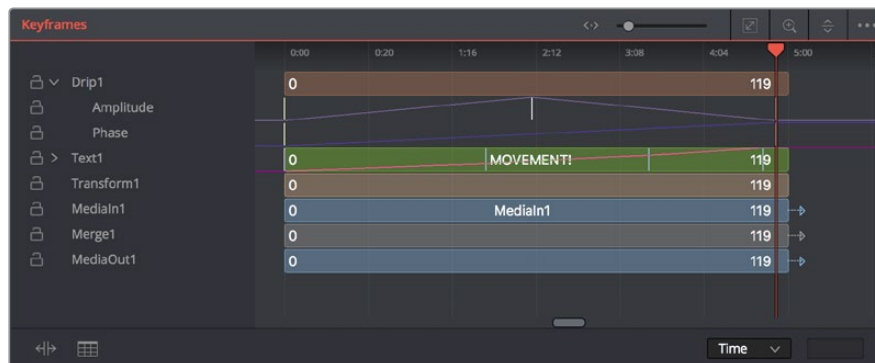 Keyframes
0:00 0:20 1:16 2:12 3:08 4:04 5:00
Drip1 0 119
Amplitude
Phase
Text1 0 MOVEMENT! 119
Transform1 0 119
MediaIn1 0 MediaIn1 119
Merge1 0 119
MediaOut1 0 119
Time